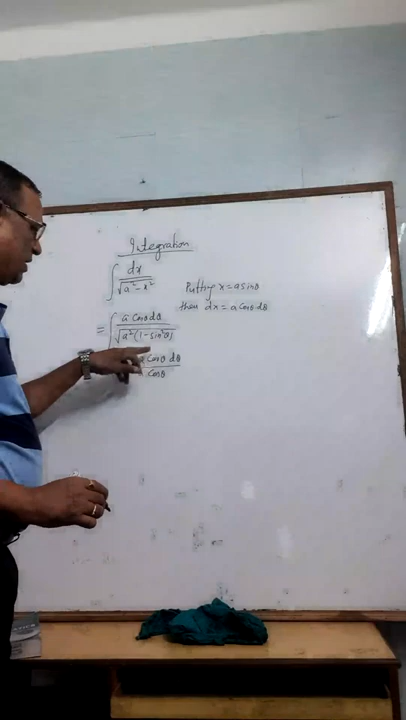 Integration
∫ dx / √(a² - x²)
Putting x = a sinθ
then dx = a cosθ dθ
= ∫ a cosθ dθ / √(a²(1 - sin²θ))
a cosθ dθ / cosθ